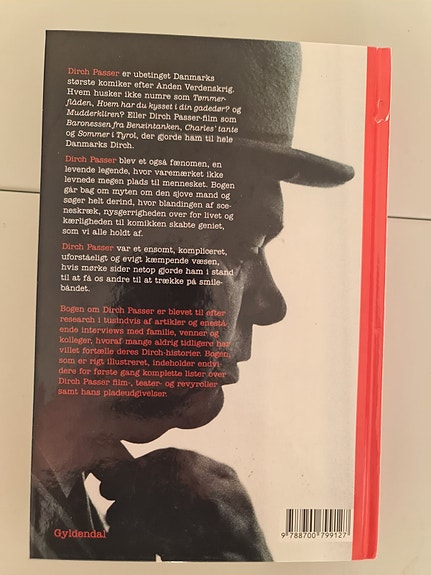 Dirch Passer er ubetinget Danmarks
største komiker efter Anden Verdenskrig.
Hvem husker ikke numre som Tømmer-
flåden, Hvem har du kysset i din gadedør? og
Mudderkliren? Eller Dirch Passer-film som
Baronessen fra Benzintanken, Charles' tante
og Sommer i Tyrol, der gjorde ham til hele
Danmarks Dirch.
Dirch Passer blev et også fænomen, en
levende legende, hvor varemærket ikke
levnede megen plads til mennesket. Bogen
går bag om myten om den sjove mand og
søger helt derind, hvor blandingen af sce-
neskræk, nysgerrigheden over for livet og
kærligheden til komikken skabte geniet,
som vi alle holdt af.
Dirch Passer var et ensomt, kompliceret,
uforståeligt og evigt kæmpende væsen,
hvis mørke sider netop gjorde ham i stand
til at få os andre til at trække på smile-
båndet.
Bogen om Dirch Passer er blevet til efter
research i tusindvis af artikler og enestå-
ende interviews med familie, venner og
kolleger, hvoraf mange aldrig tidligere har
villet fortælle deres Dirch-historier. Bogen,
som er rigt illustreret, indeholder endvi-
dere for første gang komplette lister over
Dirch Passer film-, teater- og revyroller
samt hans pladeudgivelser.
Gyldendal
9 788700 799127